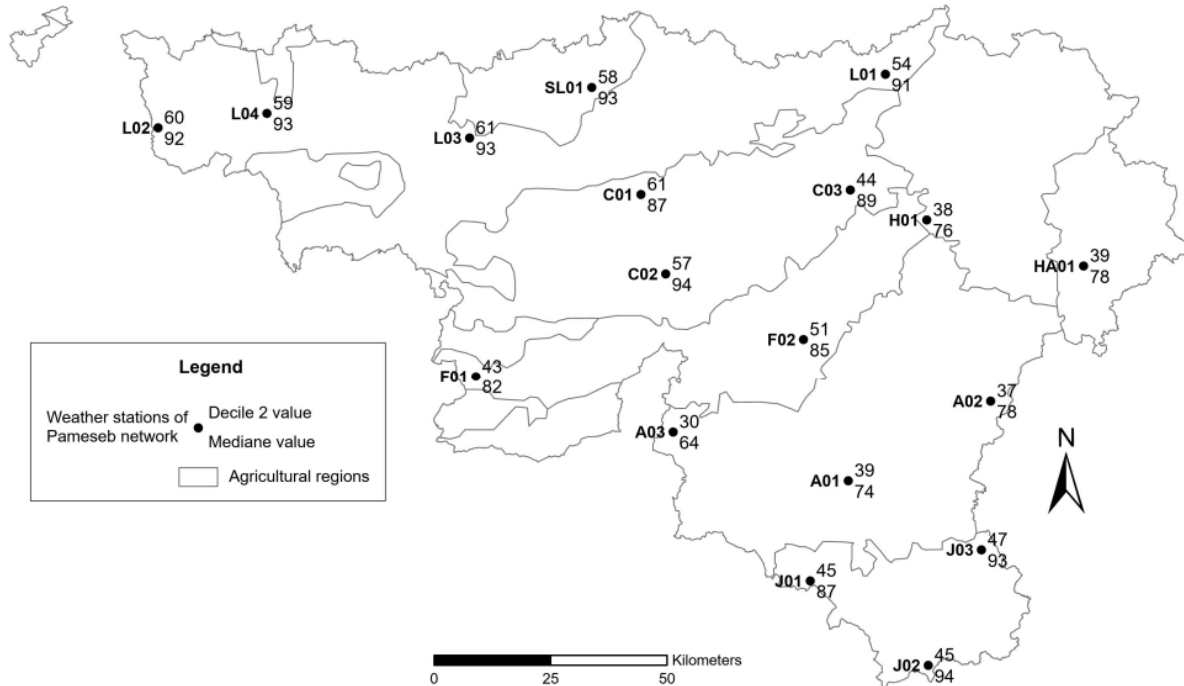 54
L01
91
58
SL01
93
59
L04
93
60
L02
92
61
L03
93
61
C01
87
44
C03
89
38
H01
76
39
HA01
78
57
C02
94
51
F02
85
43
F01
82
37
A02
78
30
A03
64
39
A01
74
47
J03
93
45
J01
87
45
J02
94
Legend
Weather stations of
Pameseb network
Decile 2 value
Mediane value
Agricultural regions
N
Kilometers
0 25 50